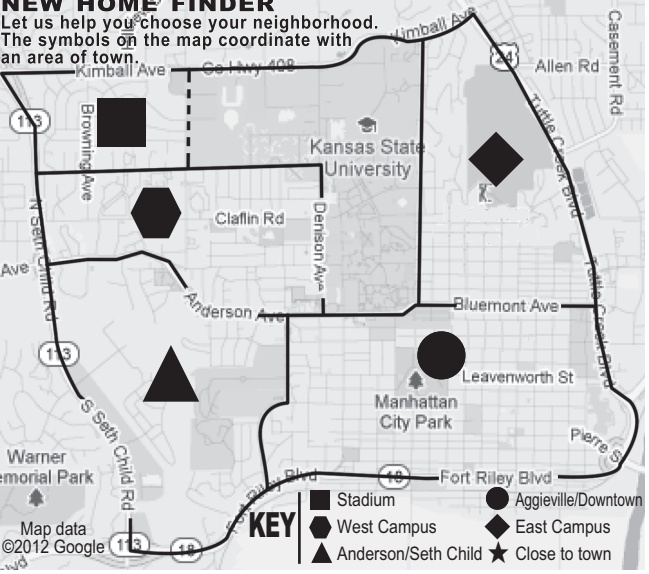 NEW HOME FINDER
Let us help you choose your neighborhood.
The symbols on the map coordinate with
an area of town.
Kimball Ave
Kimball Ave
Co Hwy 408
24
Allen Rd
Casement Rd
113
Browning Ave
Kansas State
University
Tuttle Creek Blvd
Claflin Rd
Denison Ave
N Seth Child Rd
Ave
Anderson Ave
Bluemont Ave
Tuttle Creek Blvd
113
Leavenworth St
Manhattan
City Park
S Seth Child Rd
Pierre St
Warner
emorial Park
Fort Riley Blvd
18
Fort Riley Blvd
Map data
©2012 Google
113
18
lvd
KEY
Stadium
Aggieville/Downtown
West Campus
East Campus
Anderson/Seth Child
Close to town